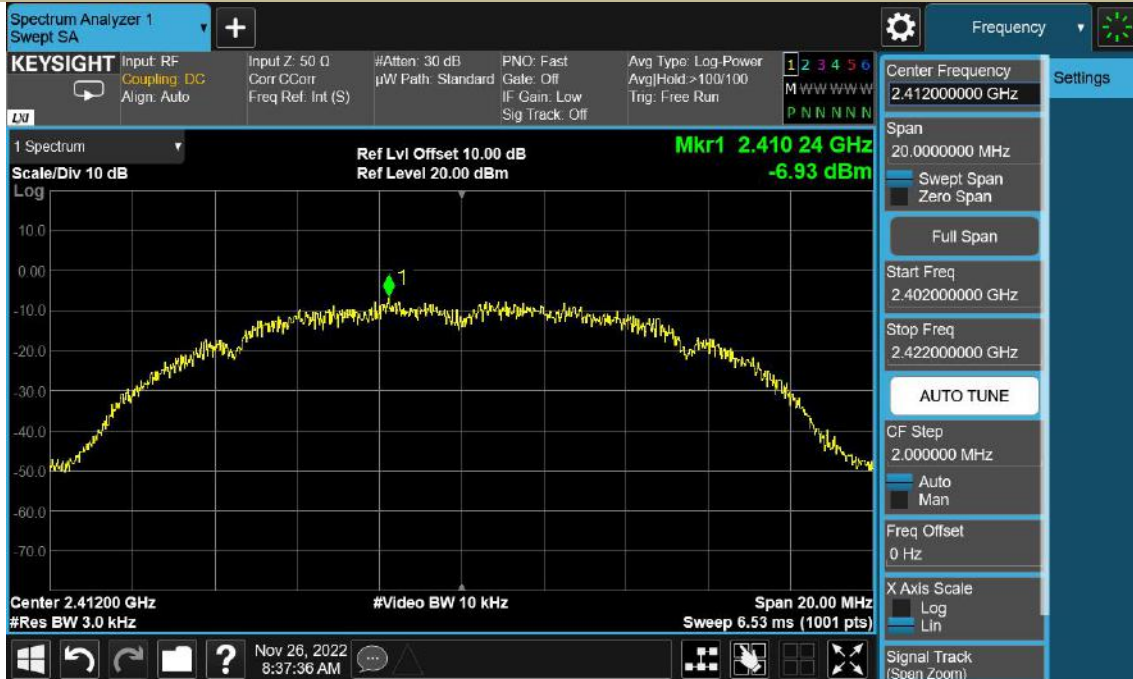 Spectrum Analyzer 1
Swept SA
+
Frequency
KEYSIGHT
LXI
Input: RF
Coupling: DC
Align: Auto
Input Z: 50 Ω
Corr CCorr
Freq Ref: Int (S)
#Atten: 30 dB
µW Path: Standard
PNO: Fast
Gate: Off
IF Gain: Low
Sig Track: Off
Avg Type: Log-Power
Avg|Hold:>100/100
Trig: Free Run
1 2 3 4 5 6
M W W W W W
P N N N N N
1 Spectrum
Scale/Div 10 dB
Log
Ref Lvl Offset 10.00 dB
Ref Level 20.00 dBm
Mkr1 2.410 24 GHz
-6.93 dBm
10.0
0.00
1
-10.0
-20.0
-30.0
-40.0
-50.0
-60.0
-70.0
Center 2.41200 GHz
#Video BW 10 kHz
Span 20.00 MHz
#Res BW 3.0 kHz
Sweep 6.53 ms (1001 pts)
Nov 26, 2022
8:37:36 AM
?
Center Frequency
2.412000000 GHz
Settings
Span
20.0000000 MHz
Swept Span
Zero Span
Full Span
Start Freq
2.402000000 GHz
Stop Freq
2.422000000 GHz
AUTO TUNE
CF Step
2.000000 MHz
Auto
Man
Freq Offset
0 Hz
X Axis Scale
Log
Lin
Signal Track
(Span Zoom)